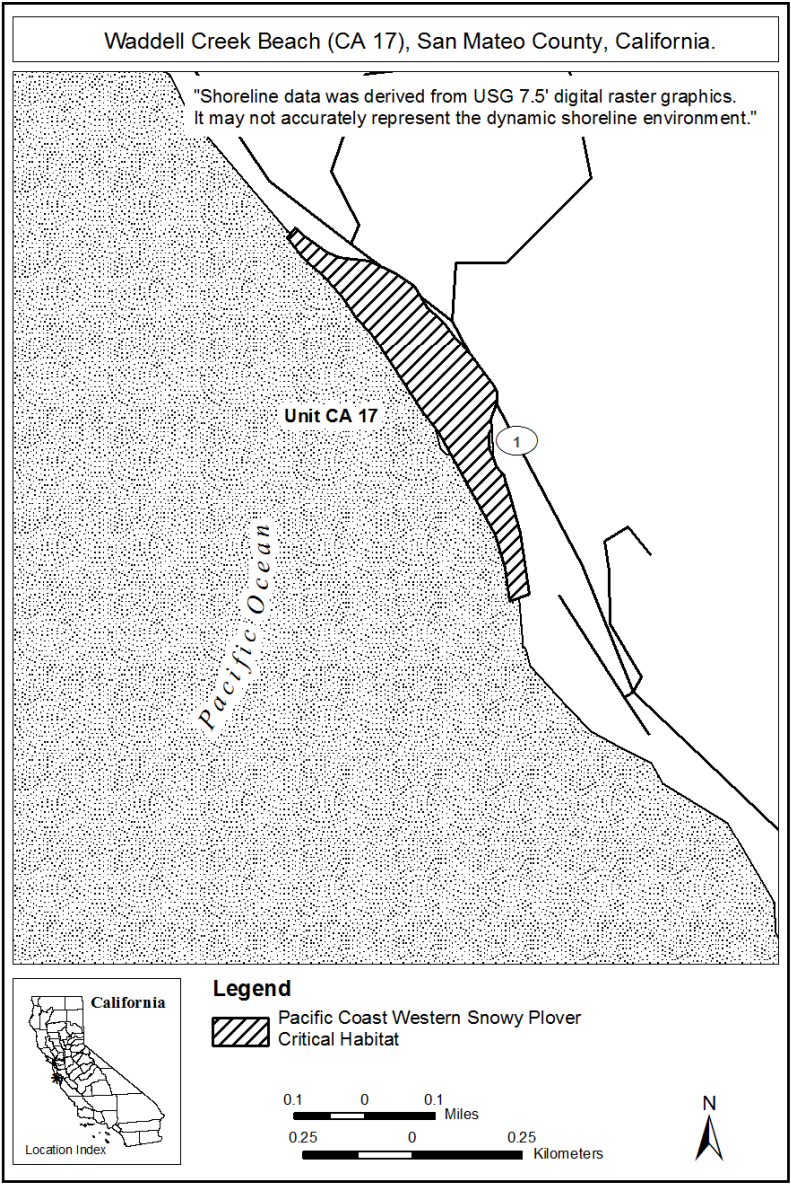 Waddell Creek Beach (CA 17), San Mateo County, California.
"Shoreline data was derived from USG 7.5' digital raster graphics.
It may not accurately represent the dynamic shoreline environment."
Unit CA 17
1
Pacific Ocean
California
Location Index
Legend
Pacific Coast Western Snowy Plover
Critical Habitat
0.1 0 0.1
Miles
0.25 0 0.25
Kilometers
N